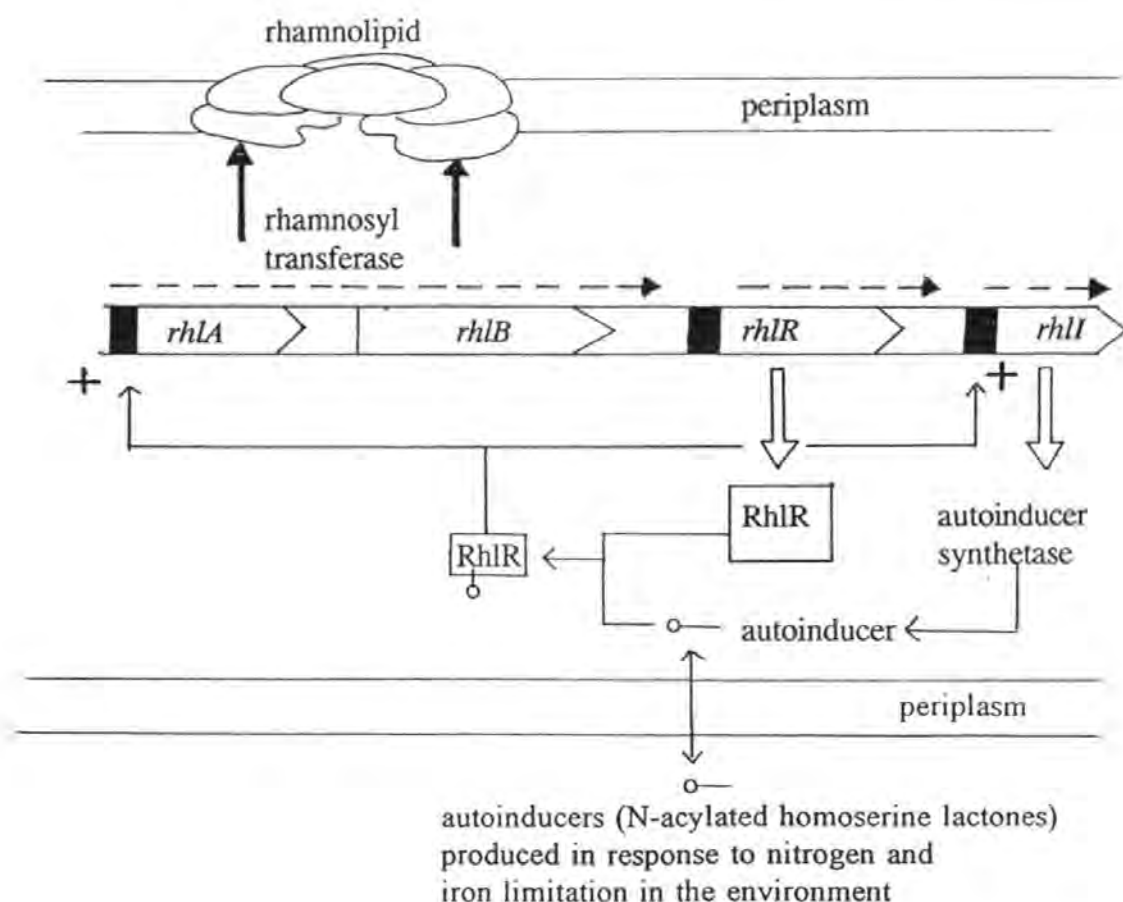 rhamnolipid
periplasm
rhamnosyl
transferase
rhlA rhlB rhlR rhlI
+ +
RhlR
autoinducer
synthetase
RhlR
autoinducer
periplasm
autoinducers (N-acylated homoserine lactones)
produced in response to nitrogen and
iron limitation in the environment